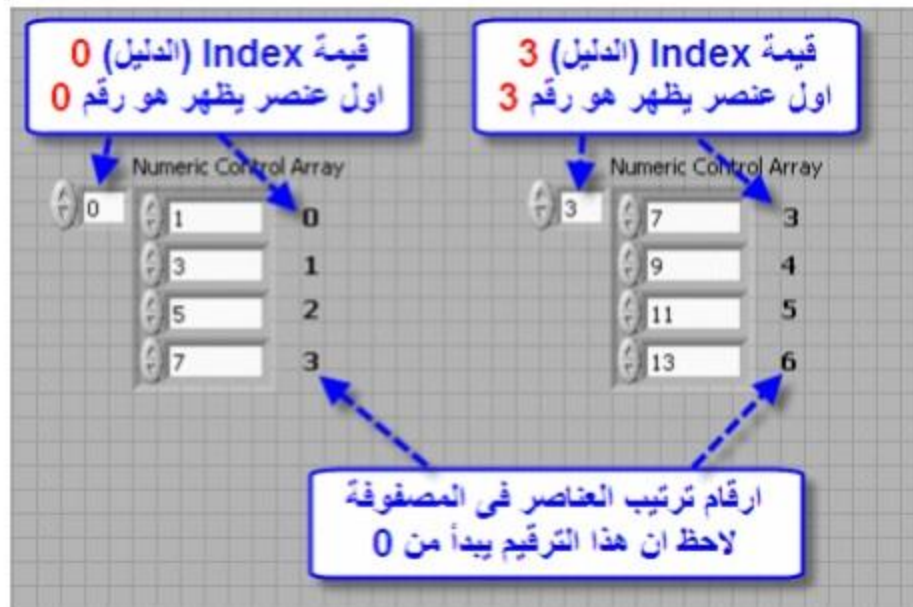 قيمة Index (الدليل) 0
اول عنصر يظهر هو رقم 0
قيمة Index (الدليل) 3
اول عنصر يظهر هو رقم 3
Numeric Control Array
0
1 0
3 1
5 2
7 3
Numeric Control Array
3
7 3
9 4
11 5
13 6
ارقام ترتيب العناصر فى المصفوفة
لاحظ ان هذا الترقيم يبدأ من 0